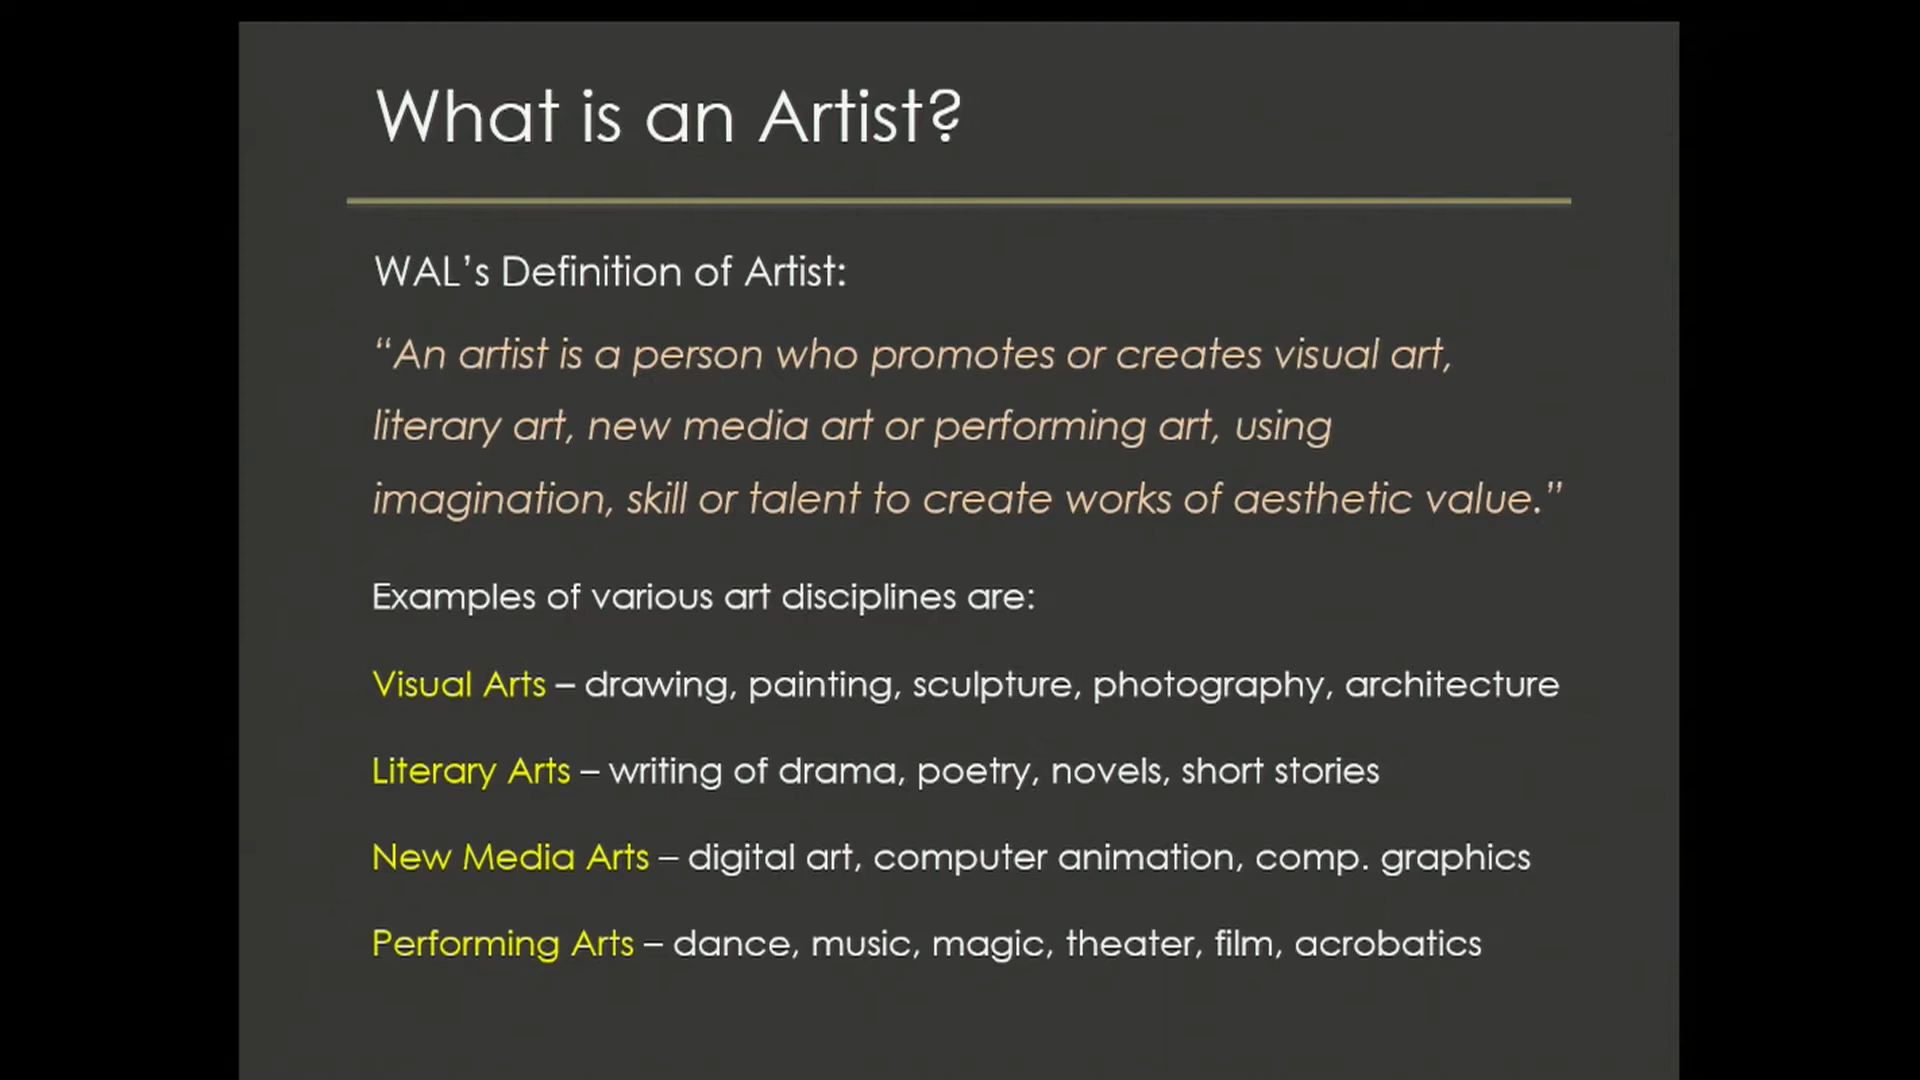 What is an Artist?
WAL’s Definition of Artist:
“An artist is a person who promotes or creates visual art,
literary art, new media art or performing art, using
imagination, skill or talent to create works of aesthetic value.”
Examples of various art disciplines are:
Visual Arts – drawing, painting, sculpture, photography, architecture
Literary Arts – writing of drama, poetry, novels, short stories
New Media Arts – digital art, computer animation, comp. graphics
Performing Arts – dance, music, magic, theater, film, acrobatics